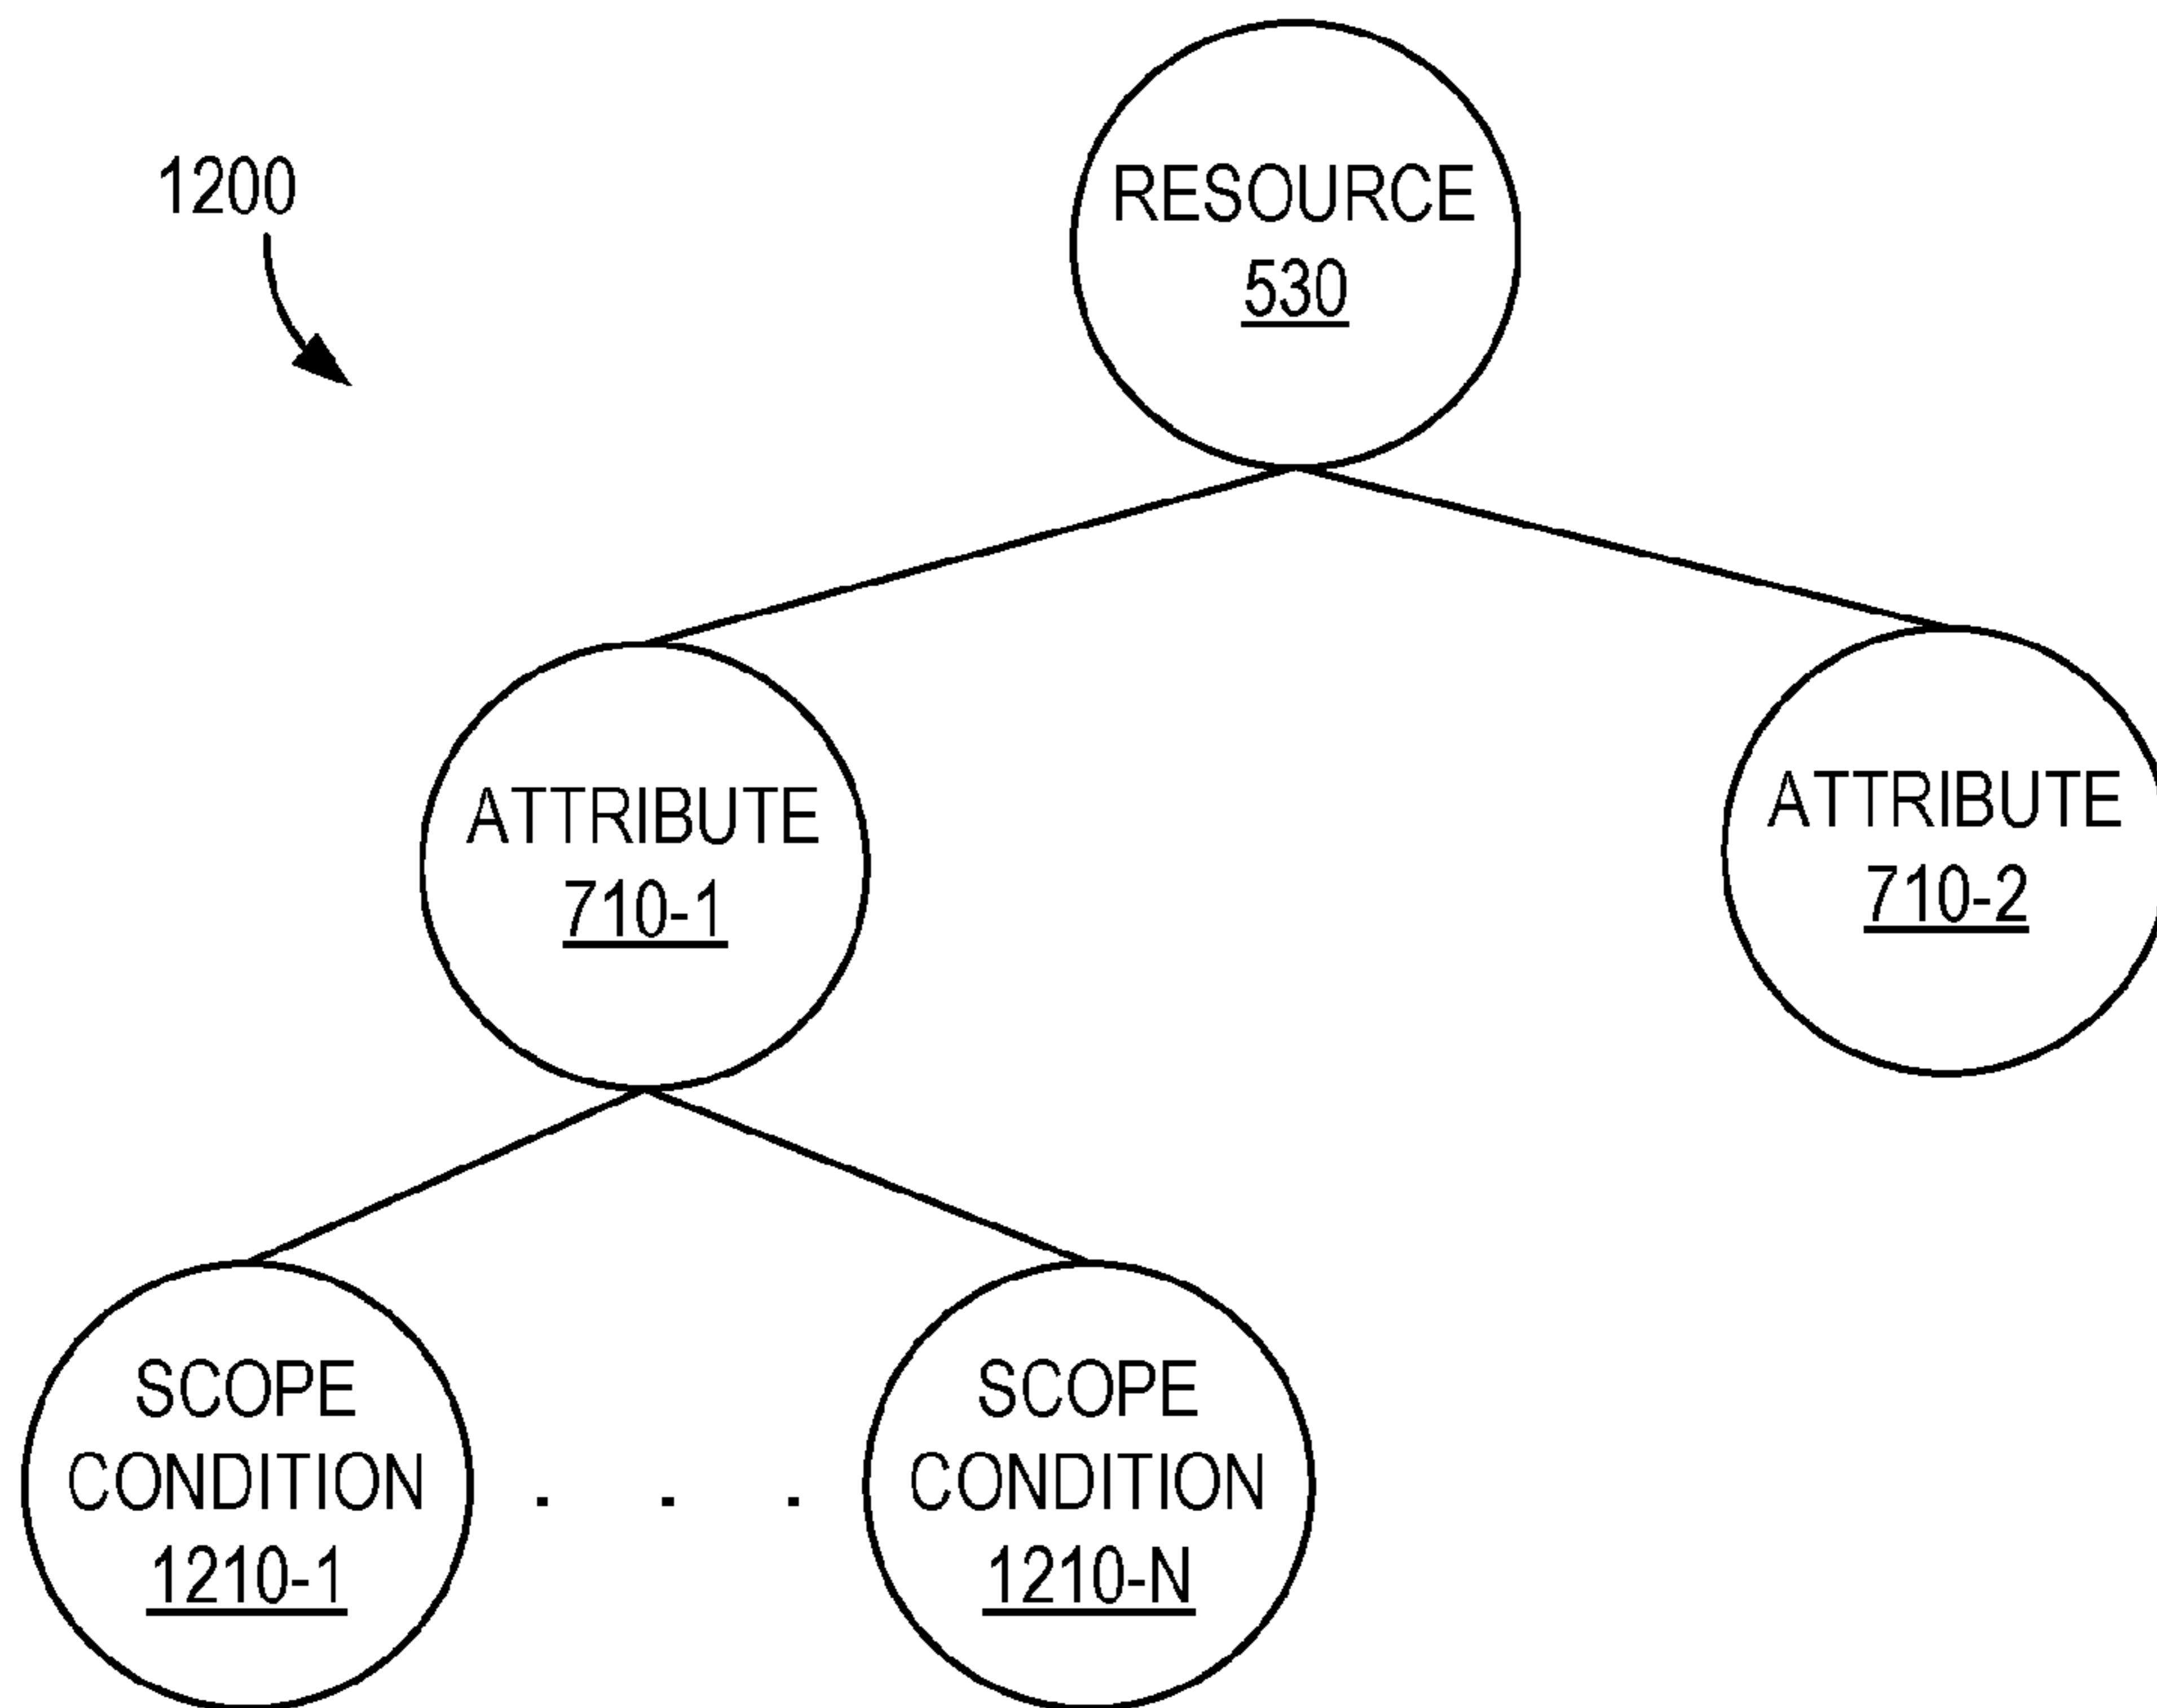 1200
RESOURCE
530
ATTRIBUTE
710-1
ATTRIBUTE
710-2
SCOPE
CONDITION
1210-1
. . .
SCOPE
CONDITION
1210-N